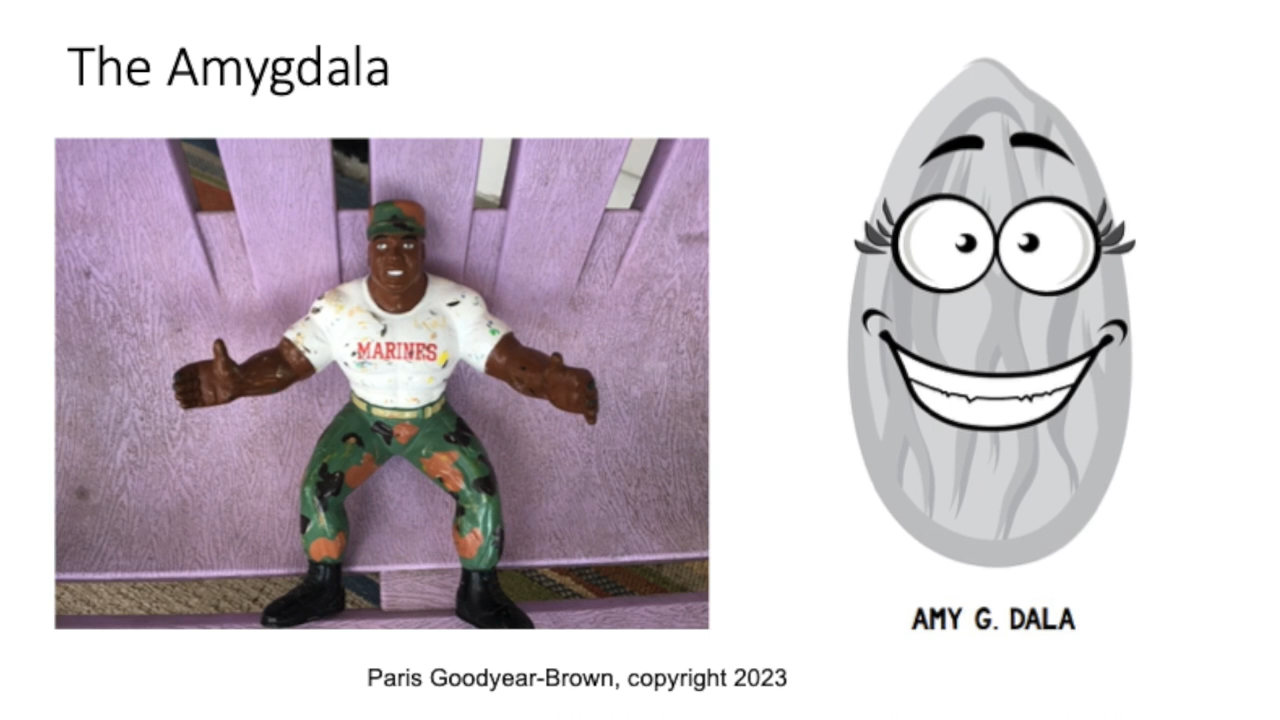 The Amygdala
MARINES
AMY G. DALA
Paris Goodyear-Brown, copyright 2023